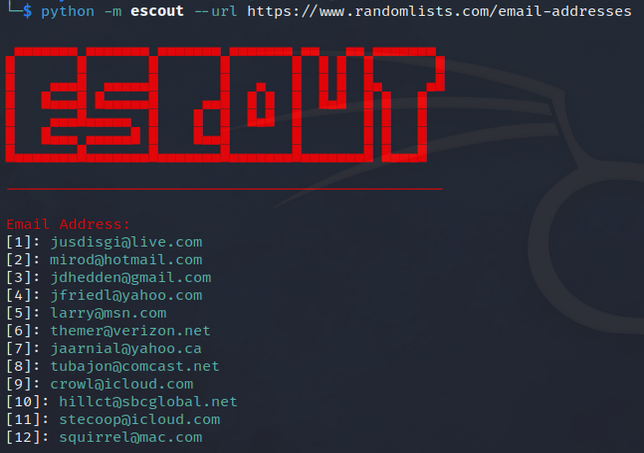 └─$ python -m escout --url https://www.randomlists.com/email-addresses
escout
Email Address:
[1]: jusdisgi@live.com
[2]: mirod@hotmail.com
[3]: jdhedden@gmail.com
[4]: jfriedl@yahoo.com
[5]: larry@msn.com
[6]: themer@verizon.net
[7]: jaarnial@yahoo.ca
[8]: tubajon@comcast.net
[9]: crowl@icloud.com
[10]: hillct@sbcglobal.net
[11]: stecoop@icloud.com
[12]: squirrel@mac.com